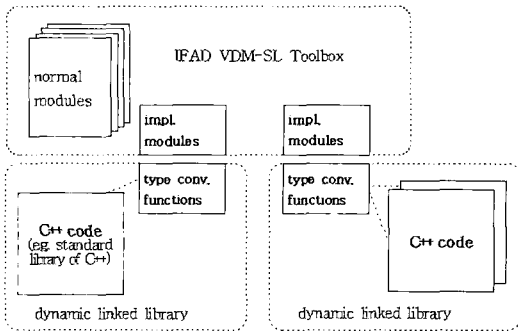 IFAD VDM-SL Toolbox
normal
modules
impl.
modules
impl.
modules
type conv.
functions
type conv.
functions
C++ code
(eg. standard
library of C++)
C++ code
dynamic linked library
dynamic linked library